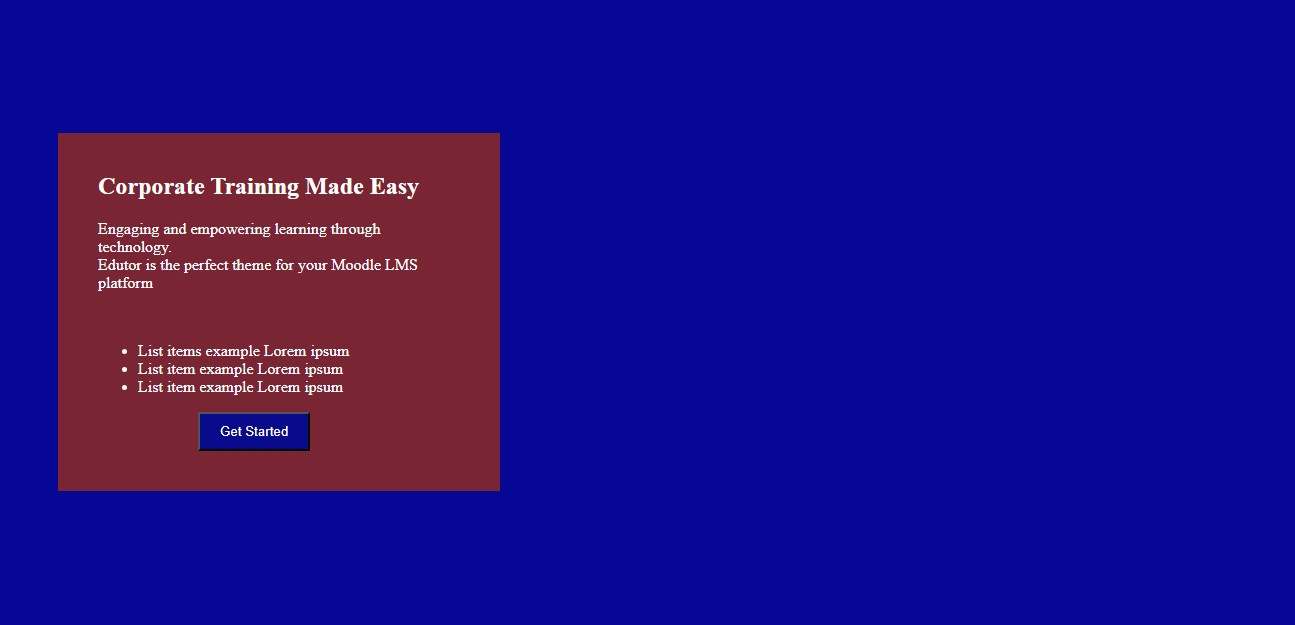 Corporate Training Made Easy
Engaging and empowering learning through
technology.
Edutor is the perfect theme for your Moodle LMS
platform
• List items example Lorem ipsum
• List item example Lorem ipsum
• List item example Lorem ipsum
Get Started